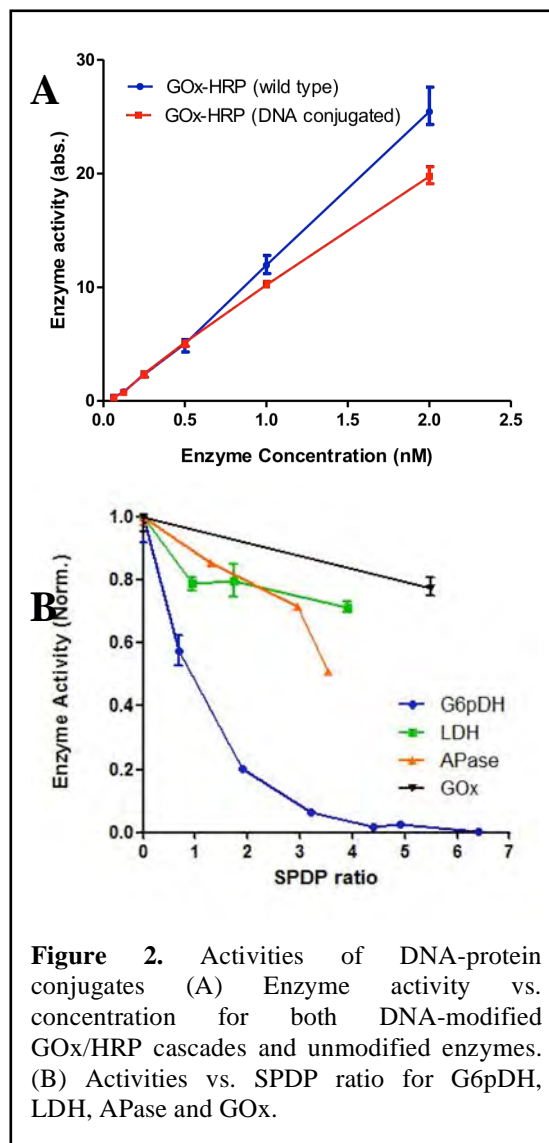 A
30
20
10
0
GOx-HRP (wild type)
GOx-HRP (DNA conjugated)
Enzyme activity (abs.)
0.0 0.5 1.0 1.5 2.0 2.5
Enzyme Concentration (nM)
B
1.0
0.8
0.6
0.4
0.2
0.0
Enzyme Activity (Norm.)
G6pDH
LDH
APase
GOx
0 1 2 3 4 5 6 7
SPDP ratio
Figure 2. Activities of DNA-protein
conjugates (A) Enzyme activity vs.
concentration for both DNA-modified
GOx/HRP cascades and unmodified enzymes.
(B) Activities vs. SPDP ratio for G6pDH,
LDH, APase and GOx.